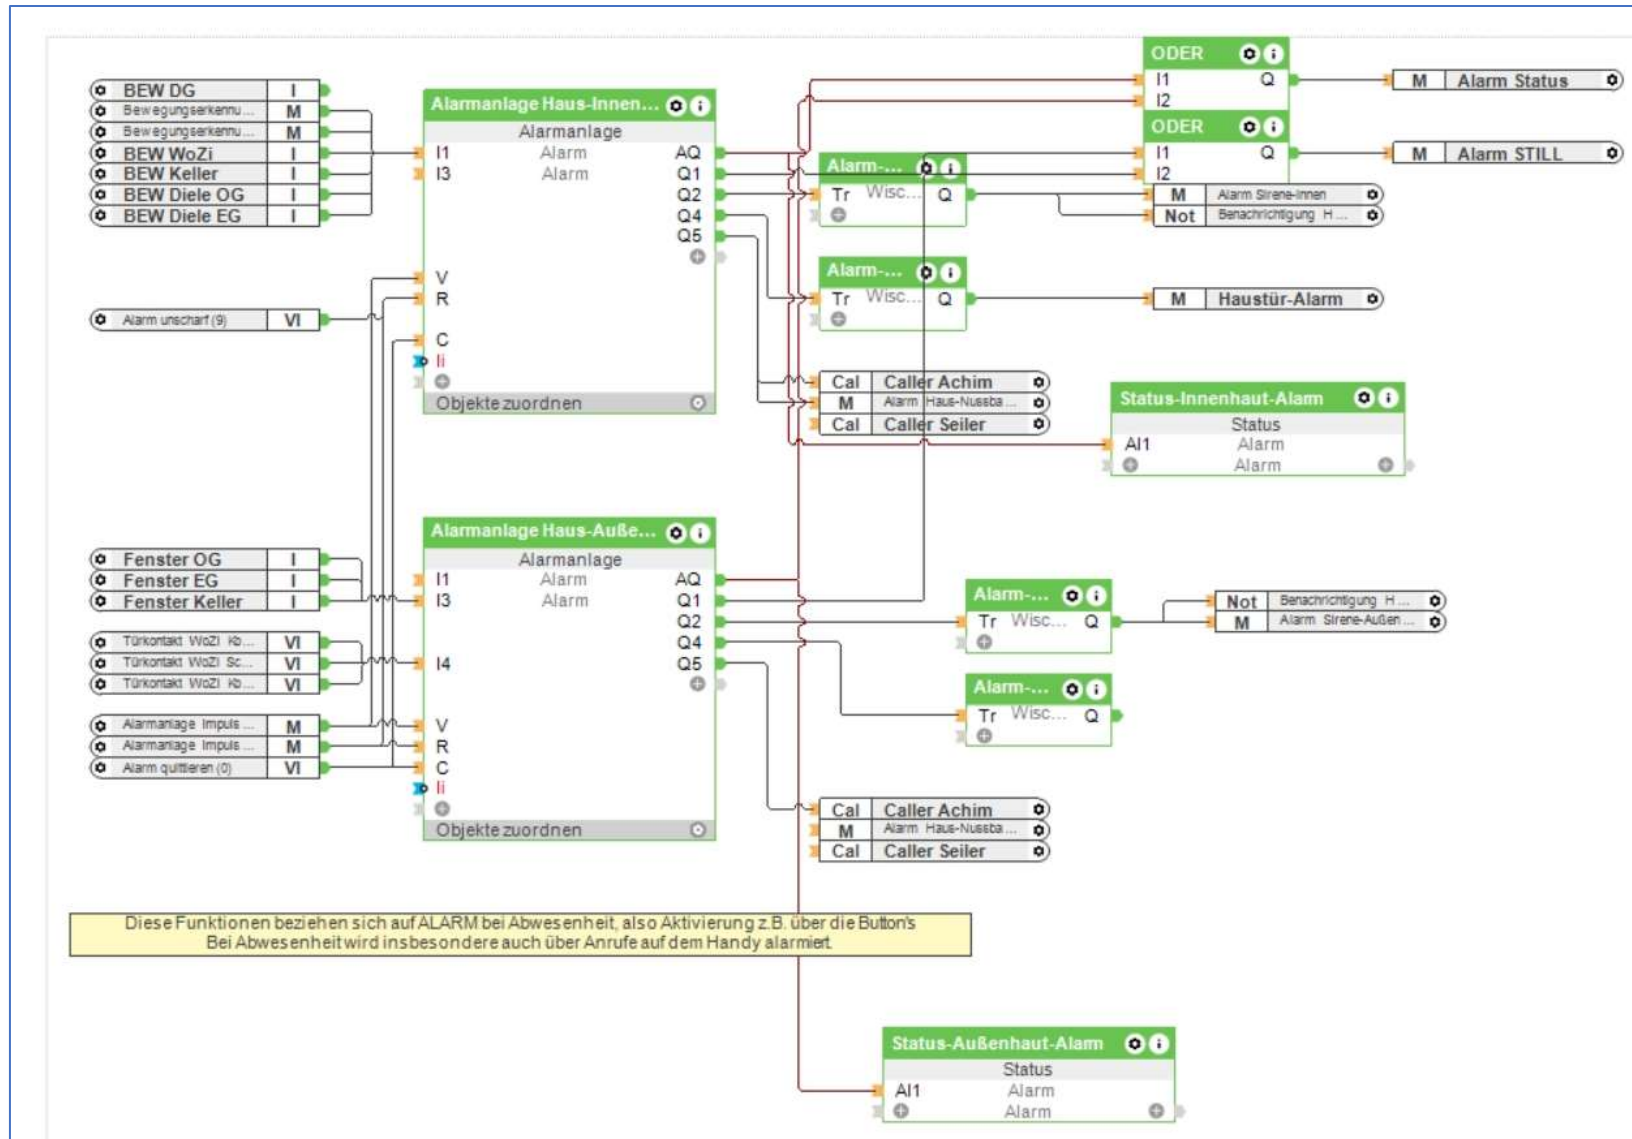 BEW DG I
Bewegungserkennu... M
Bewegungserkennu... M
BEW WoZi I
BEW Keller I
BEW Diele OG I
BEW Diele EG I
Alarm unscharf (9) VI
Alarmanlage Haus-Innen...
Alarmanlage
I1 Alarm AQ
I3 Alarm Q1
Q2
Q4
Q5
V
R
C
Ii
Objekte zuordnen
ODER
I1 Q
I2
M Alarm Status
ODER
I1 Q
I2
M Alarm STILL
Alarm-...
Tr Wisc... Q
M Alarm Sirene-Innen
Not Benachrichtigung H...
Alarm-...
Tr Wisc... Q
M Haustür-Alarm
Cal Caller Achim
M Alarm Haus-Nussba...
Cal Caller Seiler
Status-Innenhaut-Alarm
Status
AI1 Alarm
Alarm
Fenster OG I
Fenster EG I
Fenster Keller I
Türkontakt WoZi Kb... VI
Türkontakt WoZi Sc... VI
Türkontakt WoZi Kb... VI
Alarmanlage Impuls... M
Alarmanlage Impuls... M
Alarm quittieren (0) VI
Alarmanlage Haus-Auße...
Alarmanlage
I1 Alarm AQ
I3 Alarm Q1
Q2
Q4
I4 Q5
V
R
C
Ii
Objekte zuordnen
Alarm-...
Tr Wisc... Q
Not Benachrichtigung H...
M Alarm Sirene-Außen...
Alarm-...
Tr Wisc... Q
Cal Caller Achim
M Alarm Haus-Nussba...
Cal Caller Seiler
Diese Funktionen beziehen sich auf ALARM bei Abwesenheit, also Aktivierung z.B. über die Button's
Bei Abwesenheit wird insbesondere auch über Anrufe auf dem Handy alarmiert.
Status-Außenhaut-Alarm
Status
AI1 Alarm
Alarm